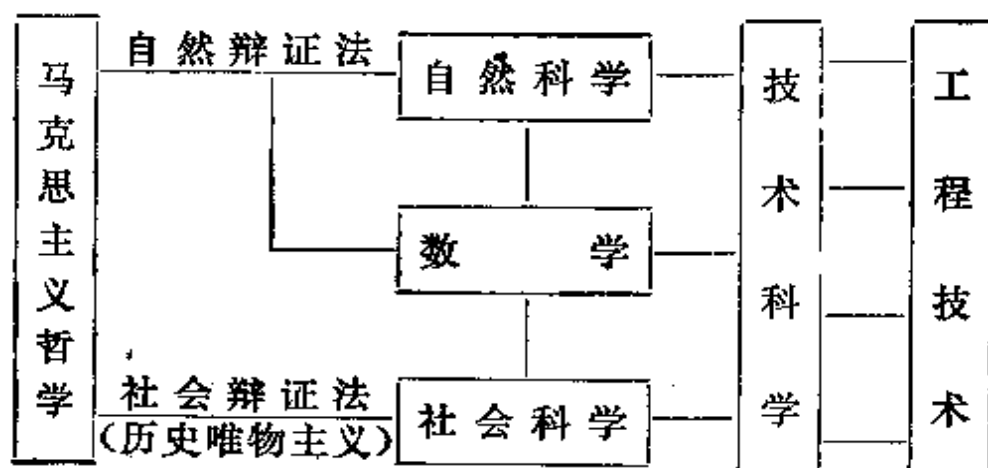 马克思主义哲学
自然辩证法
自然科学
数学
社会辩证法
(历史唯物主义)
社会科学
技术科学
工程技术